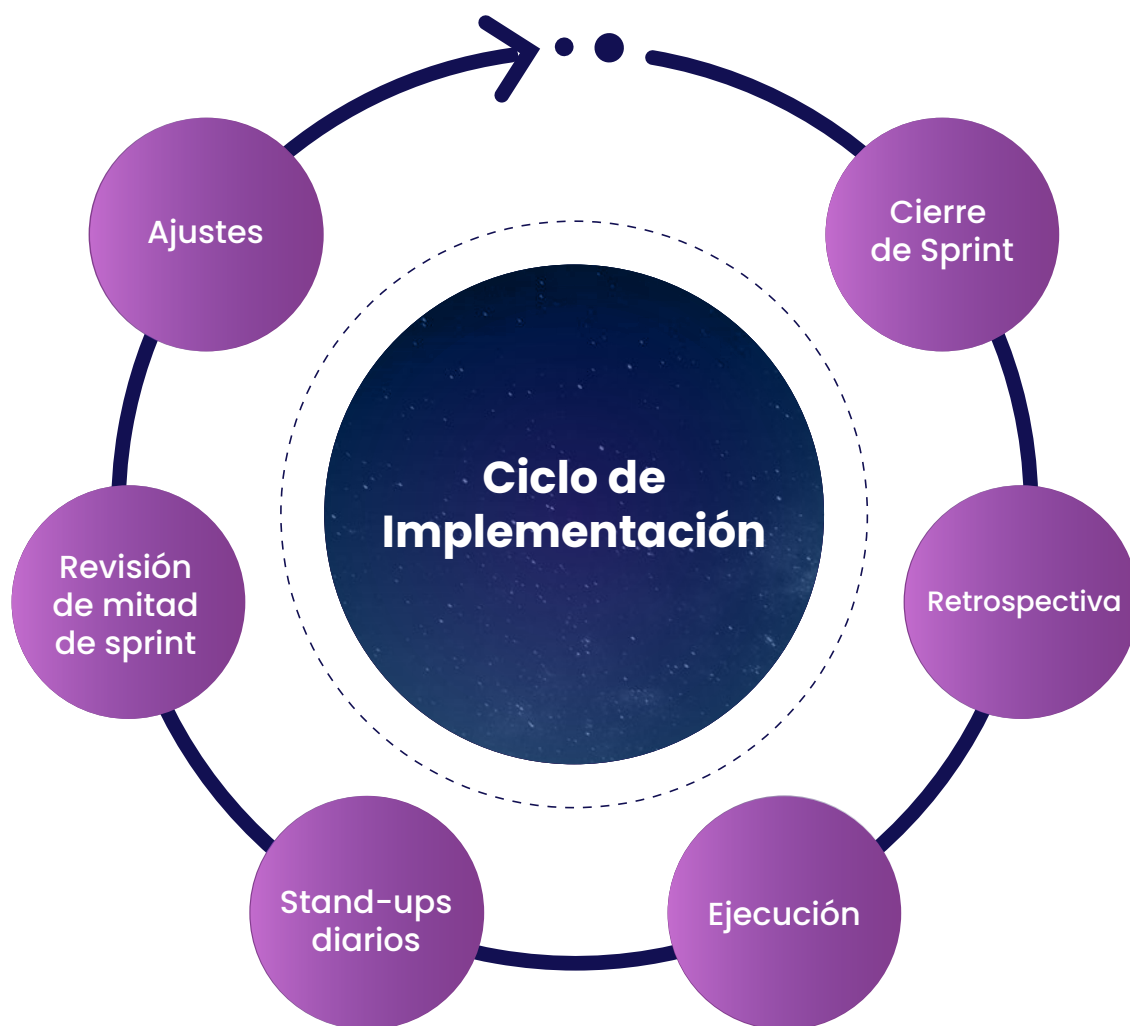 Ajustes
Cierre
de Sprint
Ciclo de
Implementación
Revisión
de mitad
de sprint
Retrospectiva
Stand-ups
diarios
Ejecución